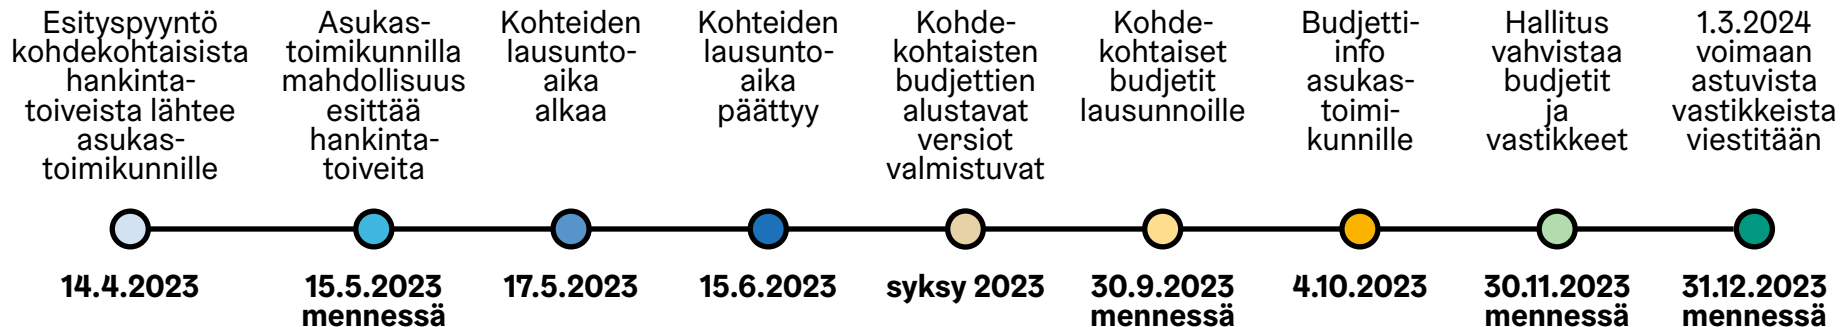 Esityspyyntö
kohdekohtaisista
hankinta-
toiveista lähtee
asukas-
toimikunnille
14.4.2023
Asukas-
toimikunnilla
mahdollisuus
esittää
hankinta-
toiveita
15.5.2023
mennessä
Kohteiden
lausunto-
aika
alkaa
17.5.2023
Kohteiden
lausunto-
aika
päättyy
15.6.2023
Kohde-
kohtaisten
budjettien
alustavat
versiot
valmistuvat
syksy 2023
Kohde-
kohtaiset
budjetit
lausunnoille
30.9.2023
mennessä
Budjetti-
info
asukas-
toimi-
kunnille
4.10.2023
Hallitus
vahvistaa
budjetit
ja
vastikkeet
30.11.2023
mennessä
1.3.2024
voimaan
astuvista
vastikkeista
viestitään
31.12.2023
mennessä